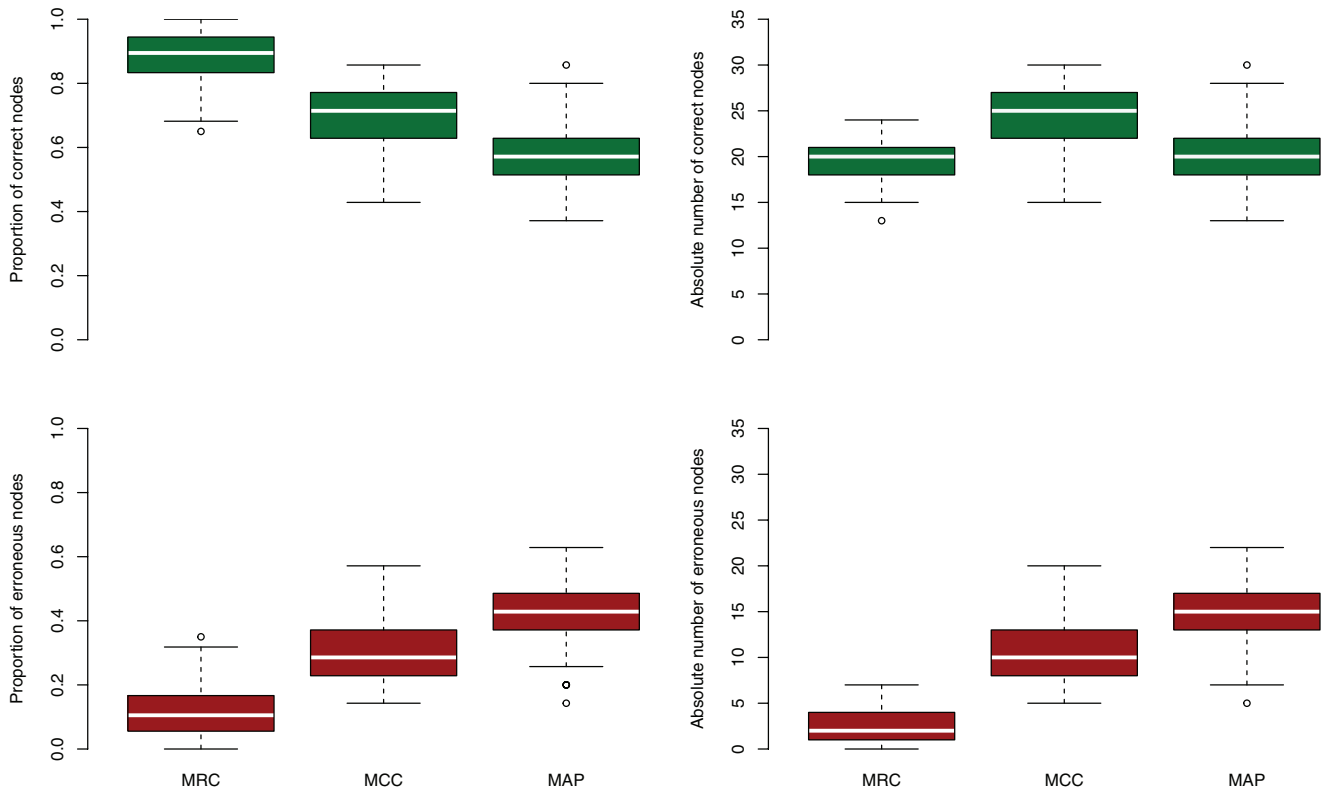 Proportion of correct nodes
0.0 0.2 0.4 0.6 0.8 1.0
Absolute number of correct nodes
0 5 10 15 20 25 30 35
Proportion of erroneous nodes
0.0 0.2 0.4 0.6 0.8 1.0
MRC MCC MAP
Absolute number of erroneous nodes
0 5 10 15 20 25 30 35
MRC MCC MAP